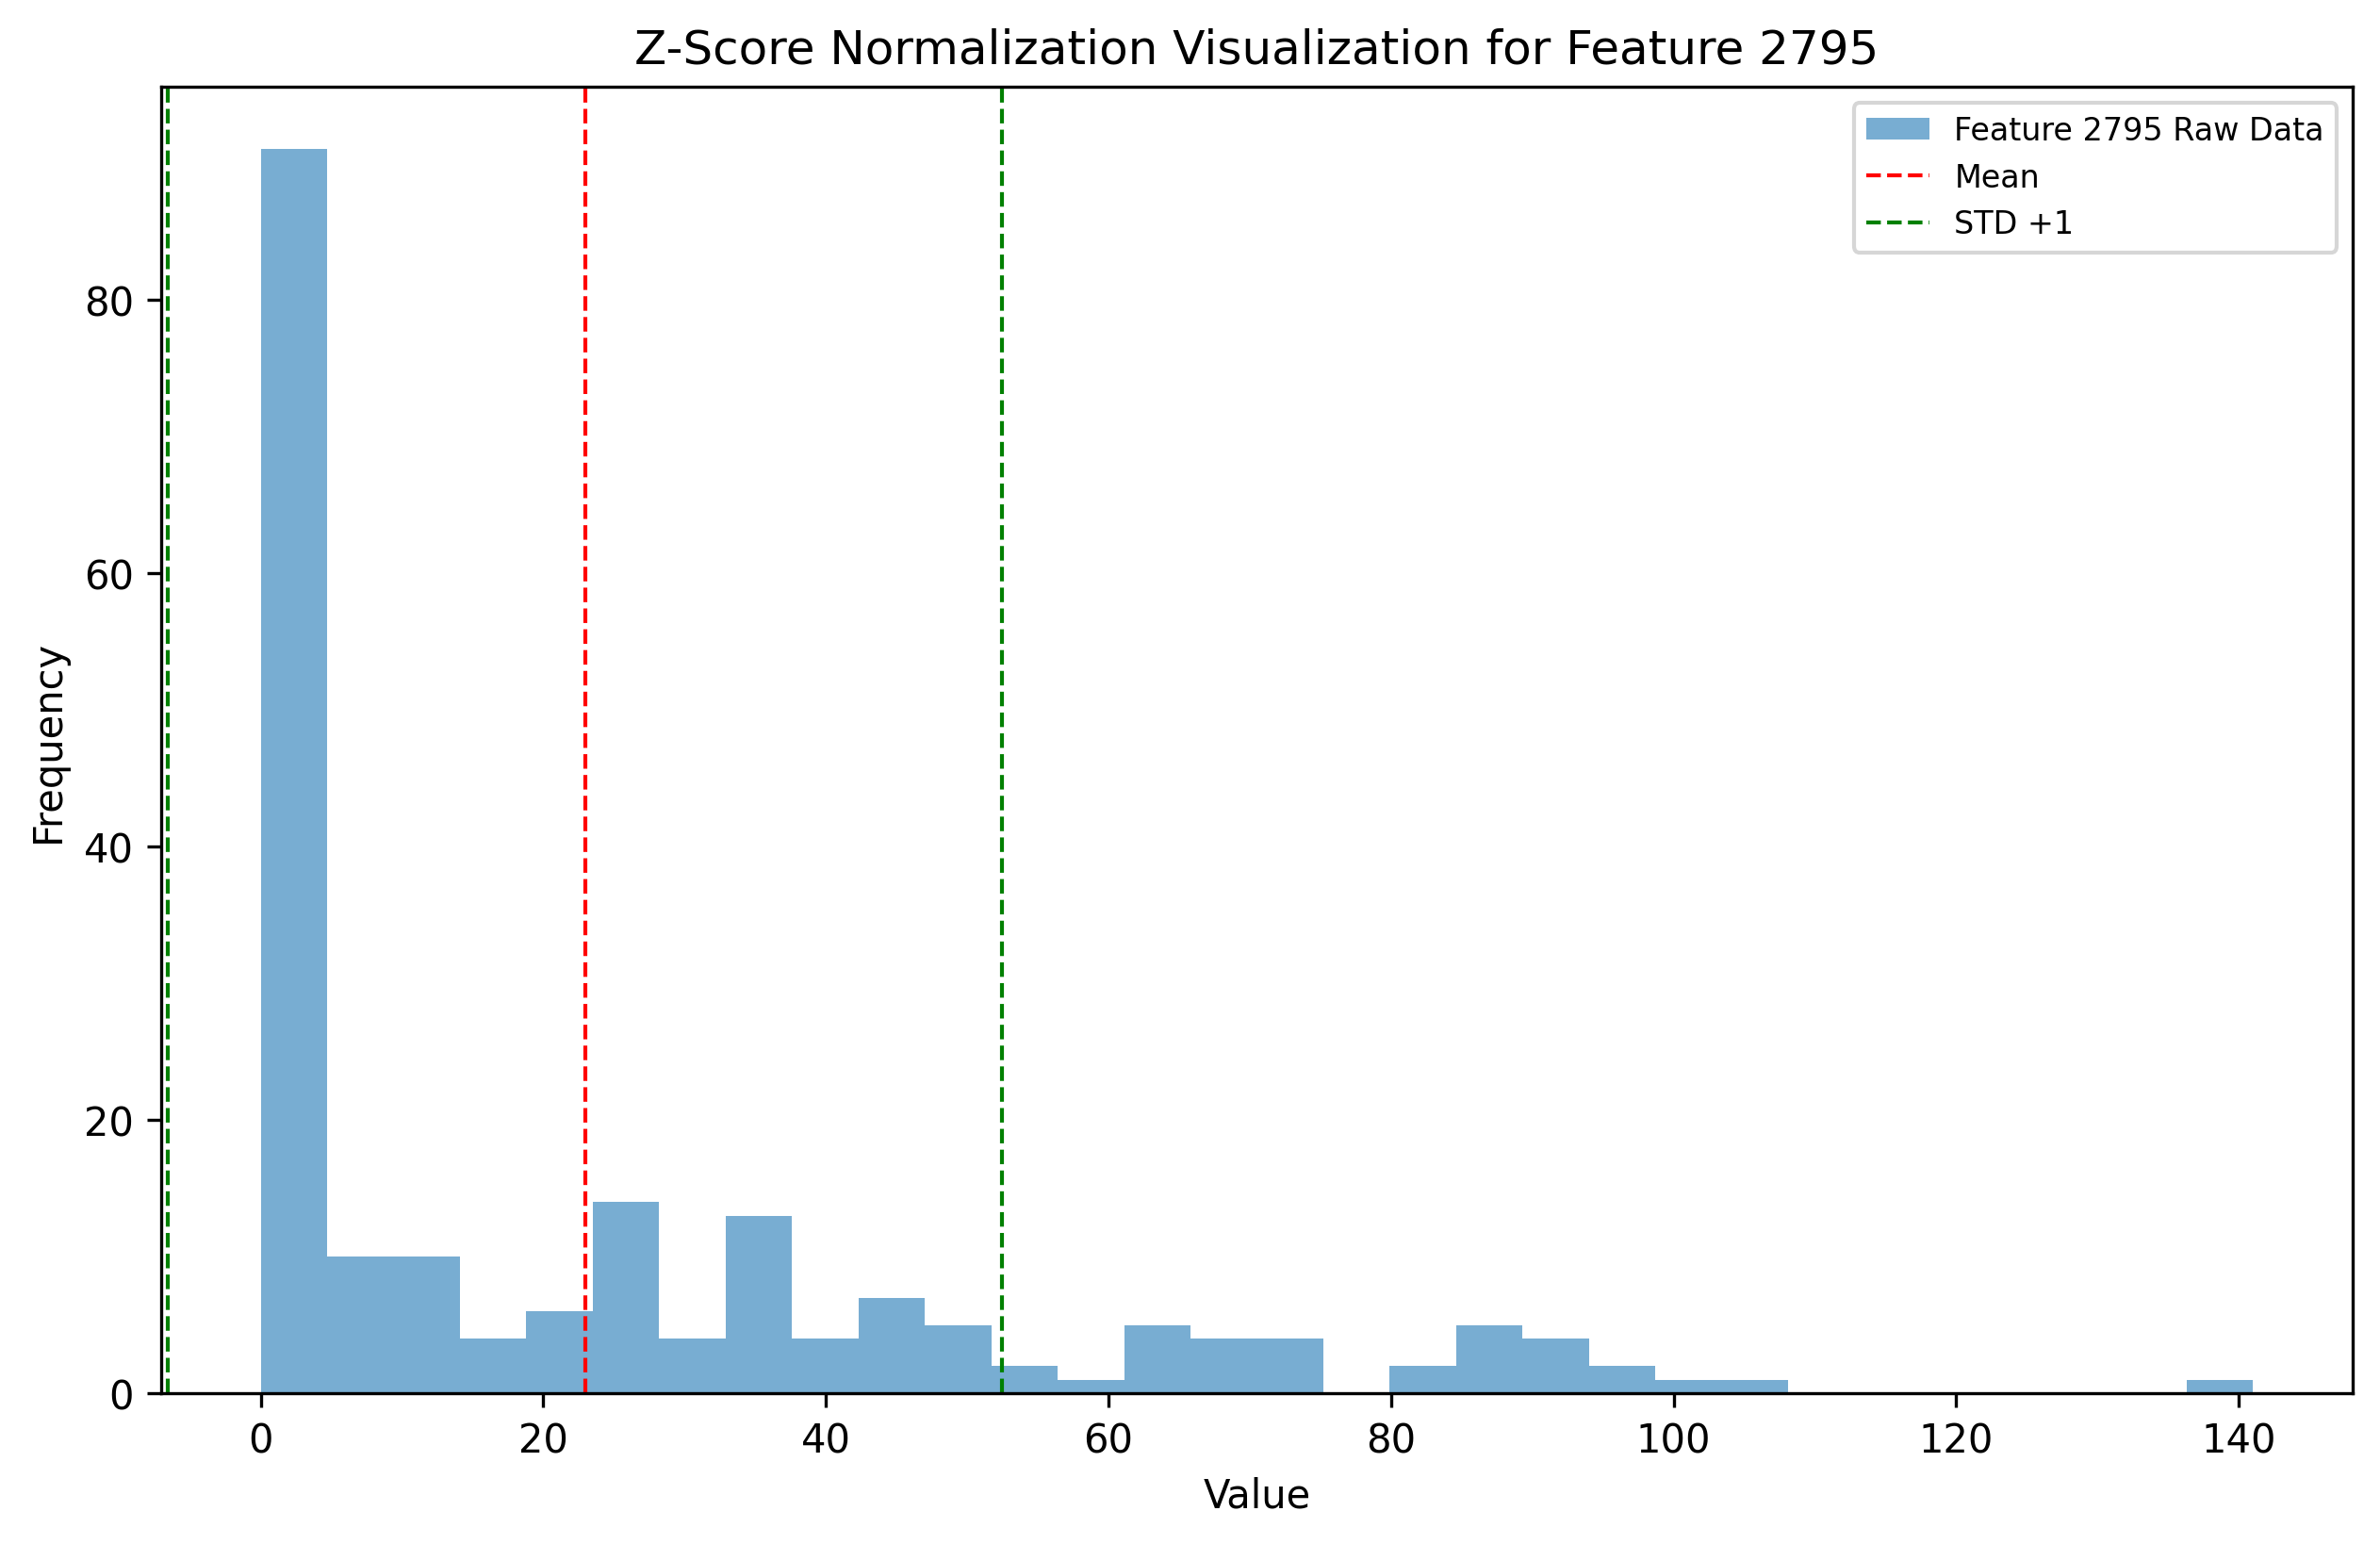 Z-Score Normalization Visualization for Feature 2795
Feature 2795 Raw Data
Mean
STD +1
Frequency
80
60
40
20
0
0 20 40 60 80 100 120 140
Value